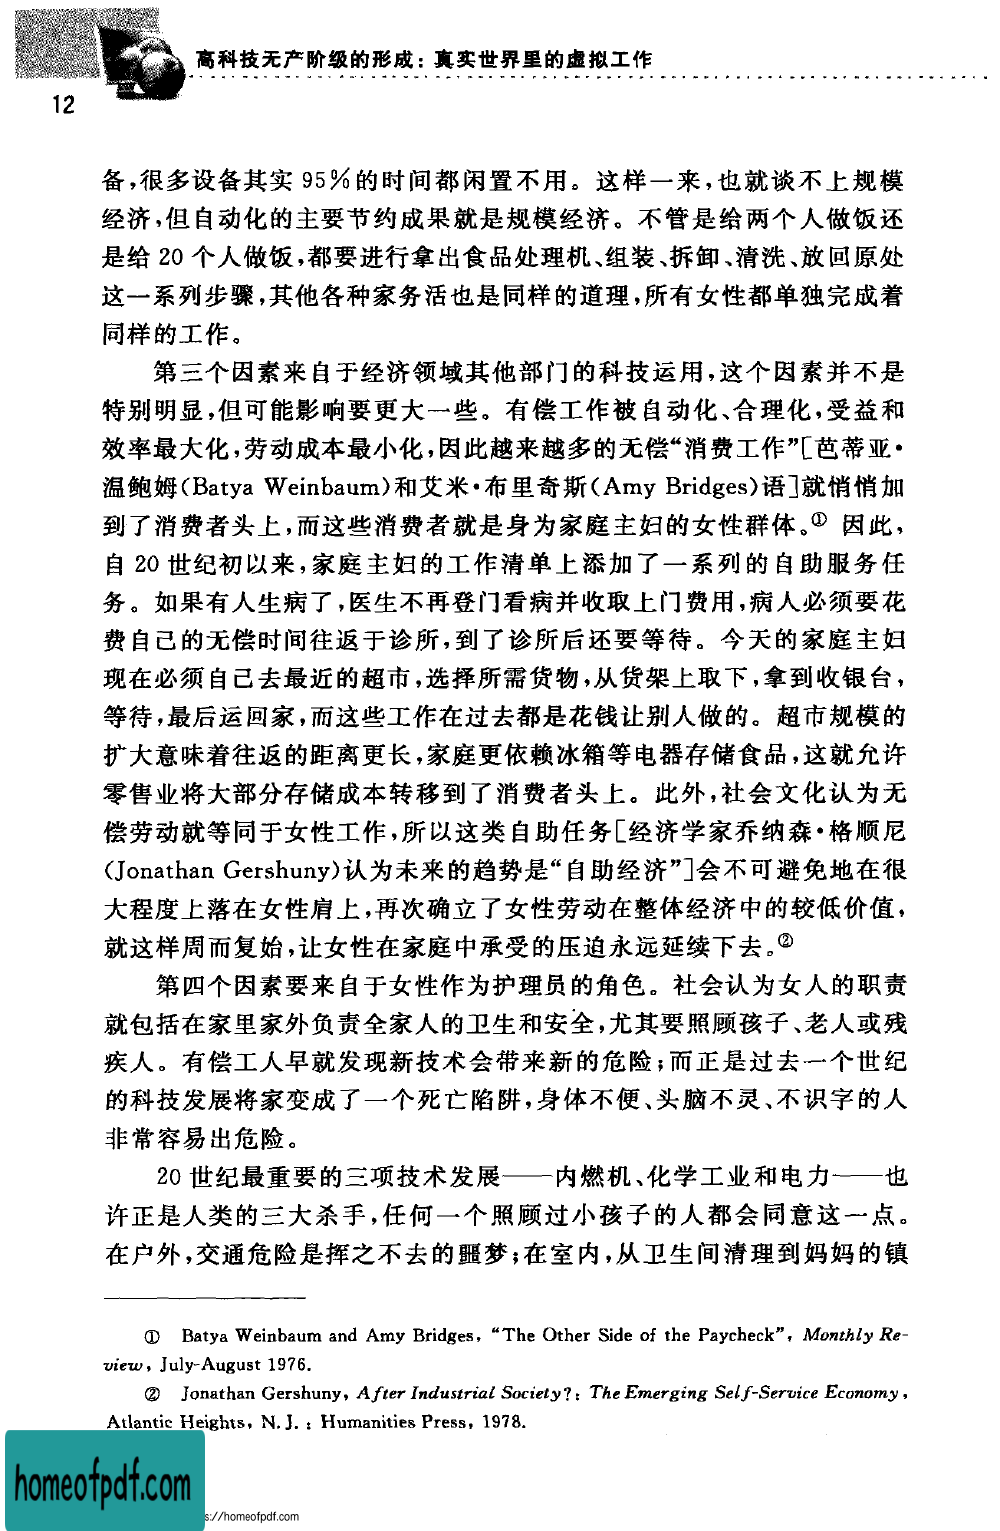 高科技无产阶级的形成：真实世界里的虚拟工作
12
备,很多设备其实95%的时间都闲置不用。这样一来,也就谈不上规模
经济,但自动化的主要节约成果就是规模经济。不管是给两个人做饭还
是给20个人做饭,都要进行拿出食品处理机、组装、拆卸、清洗、放回原处
这一系列步骤,其他各种家务活也是同样的道理,所有女性都单独完成着
同样的工作。
第三个因素来自于经济领域其他部门的科技运用,这个因素并不是
特别明显,但可能影响要更大一些。有偿工作被自动化、合理化,受益和
效率最大化,劳动成本最小化,因此越来越多的无偿“消费工作”[芭蒂亚·
温鲍姆(Batya Weinbaum)和艾米·布里奇斯(Amy Bridges)语]就悄悄加
到了消费者头上,而这些消费者就是身为家庭主妇的女性群体。① 因此,
自20世纪初以来,家庭主妇的工作清单上添加了一系列的自助服务任
务。如果有人生病了,医生不再登门看病并收取上门费用,病人必须要花
费自己的无偿时间往返于诊所,到了诊所后还要等待。今天的家庭主妇
现在必须自己去最近的超市,选择所需货物,从货架上取下,拿到收银台,
等待,最后运回家,而这些工作在过去都是花钱让别人做的。超市规模的
扩大意味着往返的距离更长,家庭更依赖冰箱等电器存储食品,这就允许
零售业将大部分存储成本转移到了消费者头上。此外,社会文化认为无
偿劳动就等同于女性工作,所以这类自助任务[经济学家乔纳森·格顺尼
(Jonathan Gershuny)认为未来的趋势是“自助经济”]会不可避免地在很
大程度上落在女性肩上,再次确立了女性劳动在整体经济中的较低价值,
就这样周而复始,让女性在家庭中承受的压迫永远延续下去。②
第四个因素要来自于女性作为护理员的角色。社会认为女人的职责
就包括在家里家外负责全家人的卫生和安全,尤其要照顾孩子、老人或残
疾人。有偿工人早就发现新技术会带来新的危险;而正是过去一个世纪
的科技发展将家变成了一个死亡陷阱,身体不便、头脑不灵、不识字的人
非常容易出危险。
20世纪最重要的三项技术发展——内燃机、化学工业和电力——也
许正是人类的三大杀手,任何一个照顾过小孩子的人都会同意这一点。
在户外,交通危险是挥之不去的噩梦;在室内,从卫生间清理到妈妈的镇
① Batya Weinbaum and Amy Bridges, “The Other Side of the Paycheck”, Monthly Re-
view, July-August 1976.
② Jonathan Gershuny, After Industrial Society?: The Emerging Self-Service Economy,
Atlantic Heights, N.J.: Humanities Press, 1978.
homeofpdf.com
s://homeofpdf.com